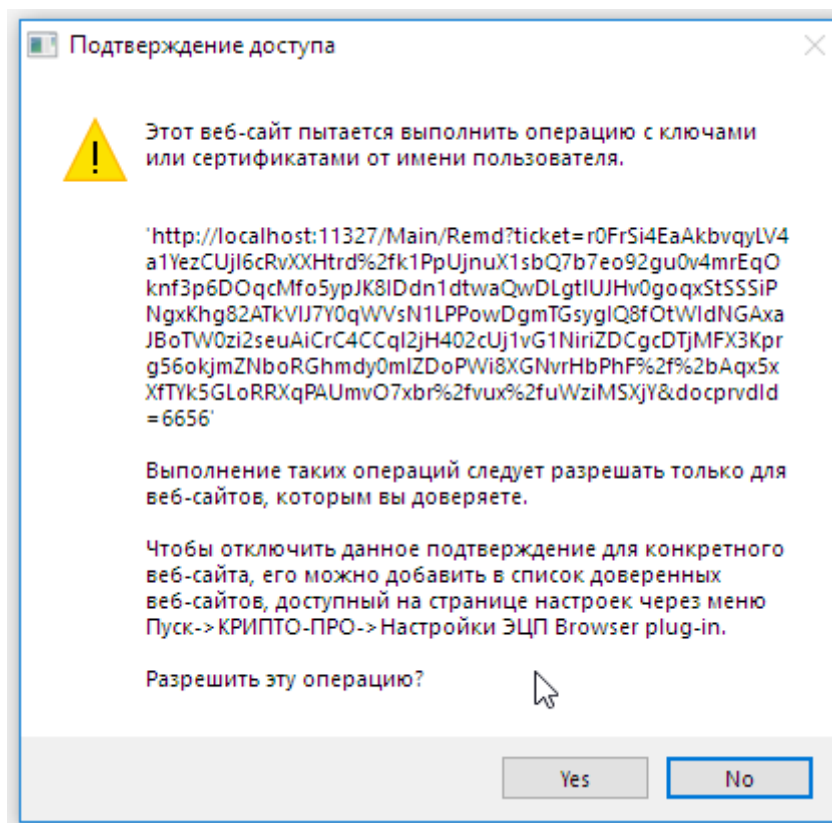 Подтверждение доступа
Этот веб-сайт пытается выполнить операцию с ключами
или сертификатами от имени пользователя.
'http://localhost:11327/Main/Remd?ticket=r0FrSi4EaAkbvqyLV4
a1YezCUjI6cRvXXHtrd%2fk1PpUjnuX1sbQ7b7eo92gu0v4mrEqO
knf3p6DOqcMfo5ypJK8IDdn1dtwaQwDLgtIUJHv0goqxStSSSiP
NgxKhg82ATkVIJ7Y0qWVsN1LPPowDgmTGsygIQ8fOtWIdNGAxa
JBoTW0zi2seuAiCrC4CCqI2jH402cUj1vG1NiriZDCgcDTjMFX3Kpr
g56okjmZNboRGhmdy0mIZDoPWi8XGNvrHbPhF%2f%2bAqx5x
XfTYk5GLoRRXqPAUmvO7xbr%2fvux%2fuWziMSXjY&docprvdId
=6656'
Выполнение таких операций следует разрешать только для
веб-сайтов, которым вы доверяете.
Чтобы отключить данное подтверждение для конкретного
веб-сайта, его можно добавить в список доверенных
веб-сайтов, доступный на странице настроек через меню
Пуск->КРИПТО-ПРО->Настройки ЭЦП Browser plug-in.
Разрешить эту операцию?
Yes No